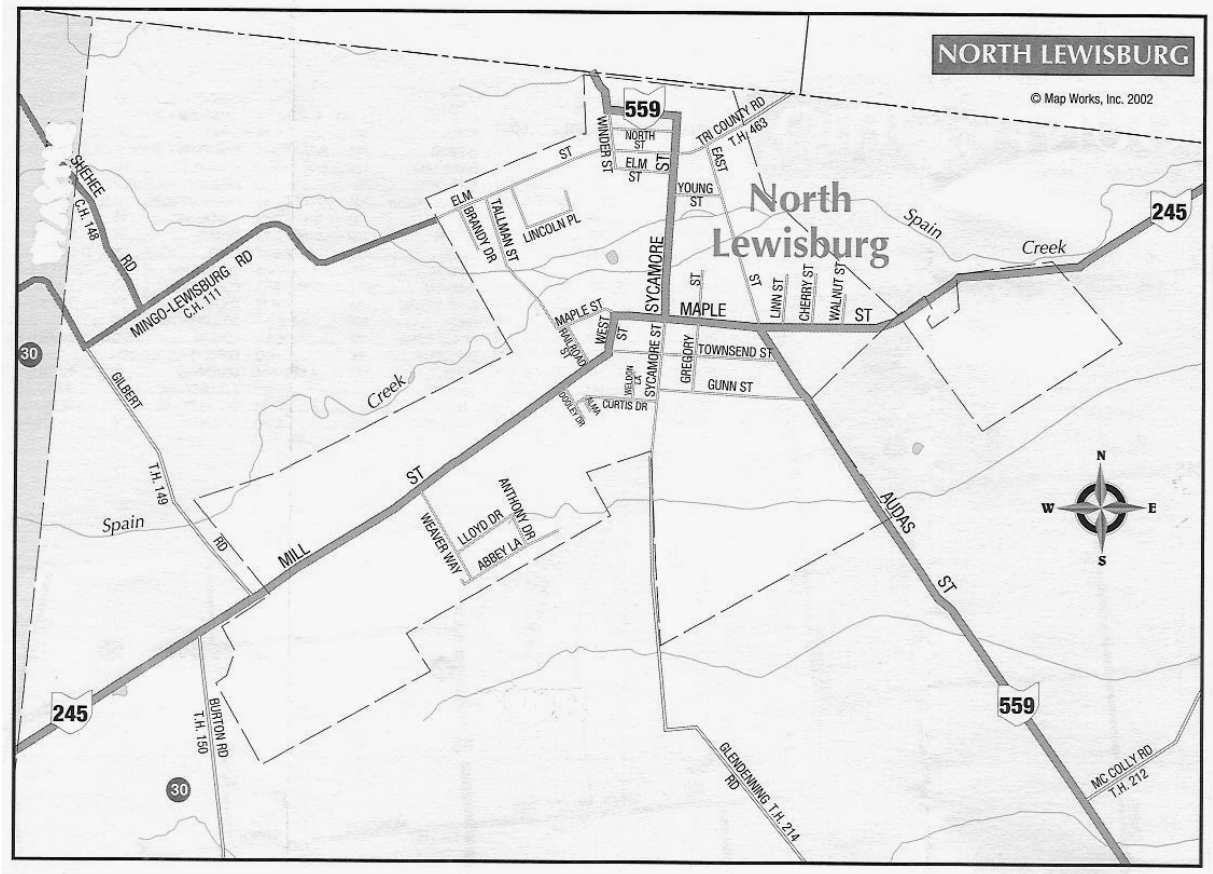 NORTH LEWISBURG
© Map Works, Inc. 2002
559
WINDER ST
NORTH ST
ELM ST
ST
TRI COUNTY RD
T.H. 463
EAST
ST
YOUNG ST
North
Lewisburg
Spain
Creek
245
SHEHEE
C.H. 148
RD
ELM
ST
BRANDY DR
TALLMAN ST
LINCOLN PL
MINGO-LEWISBURG RD
C.H. 111
SYCAMORE
MAPLE
ST
ST
LINN ST
CHERRY ST
WALNUT ST
MAPLE ST
WEST
ST
RAILROAD
ST
SYCAMORE ST
GREGORY
TOWNSEND ST
GUNN ST
WELDON
LA
CURTIS DR
DOOLEY DR
ALMA
30
GILBERT
T.H. 149
RD
Creek
Spain
MILL
ST
WEAVER WAY
LLOYD DR
ANTHONY DR
ABBEY LA
AUDAS
ST
N
W
E
S
245
BURTON RD
T.H. 150
30
559
GLENDENNING T.H. 214
RD
MC COLLY RD
T.H. 212